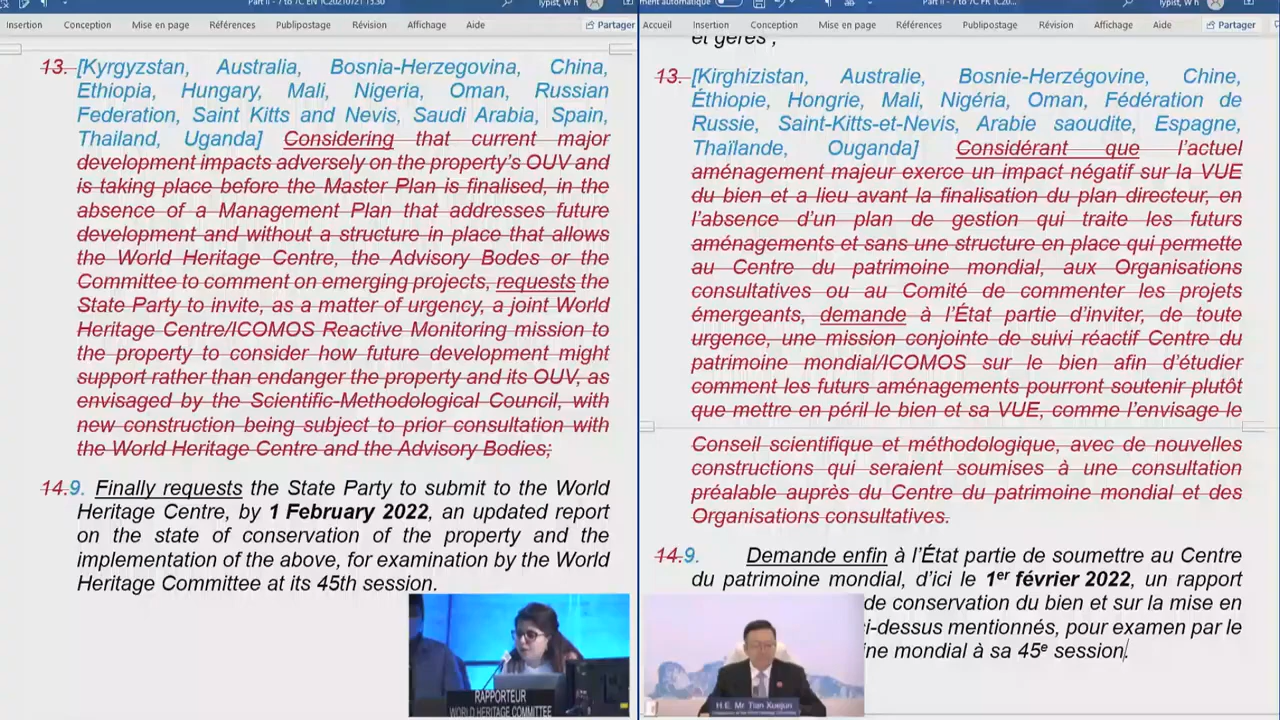 Part II - 7 to 7C EN
Typist, W h
Insertion Conception Mise en page Références Publipostage Révision Affichage Aide Partager
13. [Kyrgyzstan, Australia, Bosnia-Herzegovina, China,
Ethiopia, Hungary, Mali, Nigeria, Oman, Russian
Federation, Saint Kitts and Nevis, Saudi Arabia, Spain,
Thailand, Uganda] Considering that current major
development impacts adversely on the property's OUV and
is taking place before the Master Plan is finalised, in the
absence of a Management Plan that addresses future
development and without a structure in place that allows
the World Heritage Centre, the Advisory Bodes or the
Committee to comment on emerging projects, requests the
State Party to invite, as a matter of urgency, a joint World
Heritage Centre/ICOMOS Reactive Monitoring mission to
the property to consider how future development might
support rather than endanger the property and its OUV, as
envisaged by the Scientific-Methodological Council, with
new construction being subject to prior consultation with
the World Heritage Centre and the Advisory Bodies;
14.9. Finally requests the State Party to submit to the World
Heritage Centre, by 1 February 2022, an updated report
on the state of conservation of the property and the
implementation of the above, for examination by the World
Heritage Committee at its 45th session.
RAPPORTEUR
WORLD HERITAGE COMMITTEE
ment automatique
Part II - 7 to 7C FR
Typist, W h
Accueil Insertion Conception Mise en page Références Publipostage Révision Affichage Partager
et gérés ;
13. [Kirghizistan, Australie, Bosnie-Herzégovine, Chine,
Éthiopie, Hongrie, Mali, Nigéria, Oman, Fédération de
Russie, Saint-Kitts-et-Nevis, Arabie saoudite, Espagne,
Thaïlande, Ouganda] Considérant que l'actuel
aménagement majeur exerce un impact négatif sur la VUE
du bien et a lieu avant la finalisation du plan directeur, en
l'absence d'un plan de gestion qui traite les futurs
aménagements et sans une structure en place qui permette
au Centre du patrimoine mondial, aux Organisations
consultatives ou au Comité de commenter les projets
émergeants, demande à l'État partie d'inviter, de toute
urgence, une mission conjointe de suivi réactif Centre du
patrimoine mondial/ICOMOS sur le bien afin d'étudier
comment les futurs aménagements pourront soutenir plutôt
que mettre en péril le bien et sa VUE, comme l'envisage le
Conseil scientifique et méthodologique, avec de nouvelles
constructions qui seraient soumises à une consultation
préalable auprès du Centre du patrimoine mondial et des
Organisations consultatives.
14.9. Demande enfin à l'État partie de soumettre au Centre
du patrimoine mondial, d'ici le 1er février 2022, un rapport
de conservation du bien et sur la mise en
ci-dessus mentionnés, pour examen par le
ine mondial à sa 45e session.
H.E. Mr. Tian Xuejun